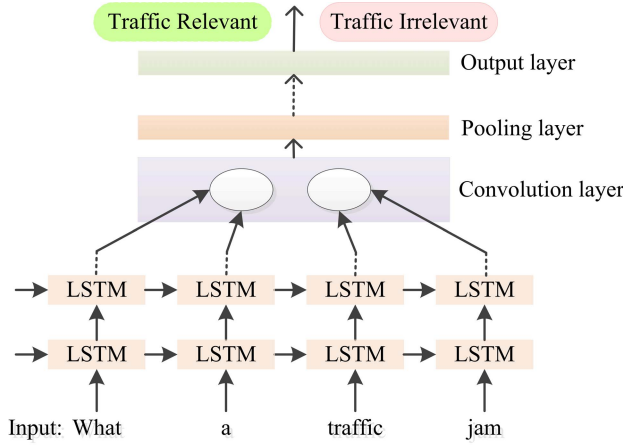 Traffic Relevant Traffic Irrelevant
Output layer
Pooling layer
Convolution layer
LSTM LSTM LSTM LSTM
LSTM LSTM LSTM LSTM
Input: What a traffic jam